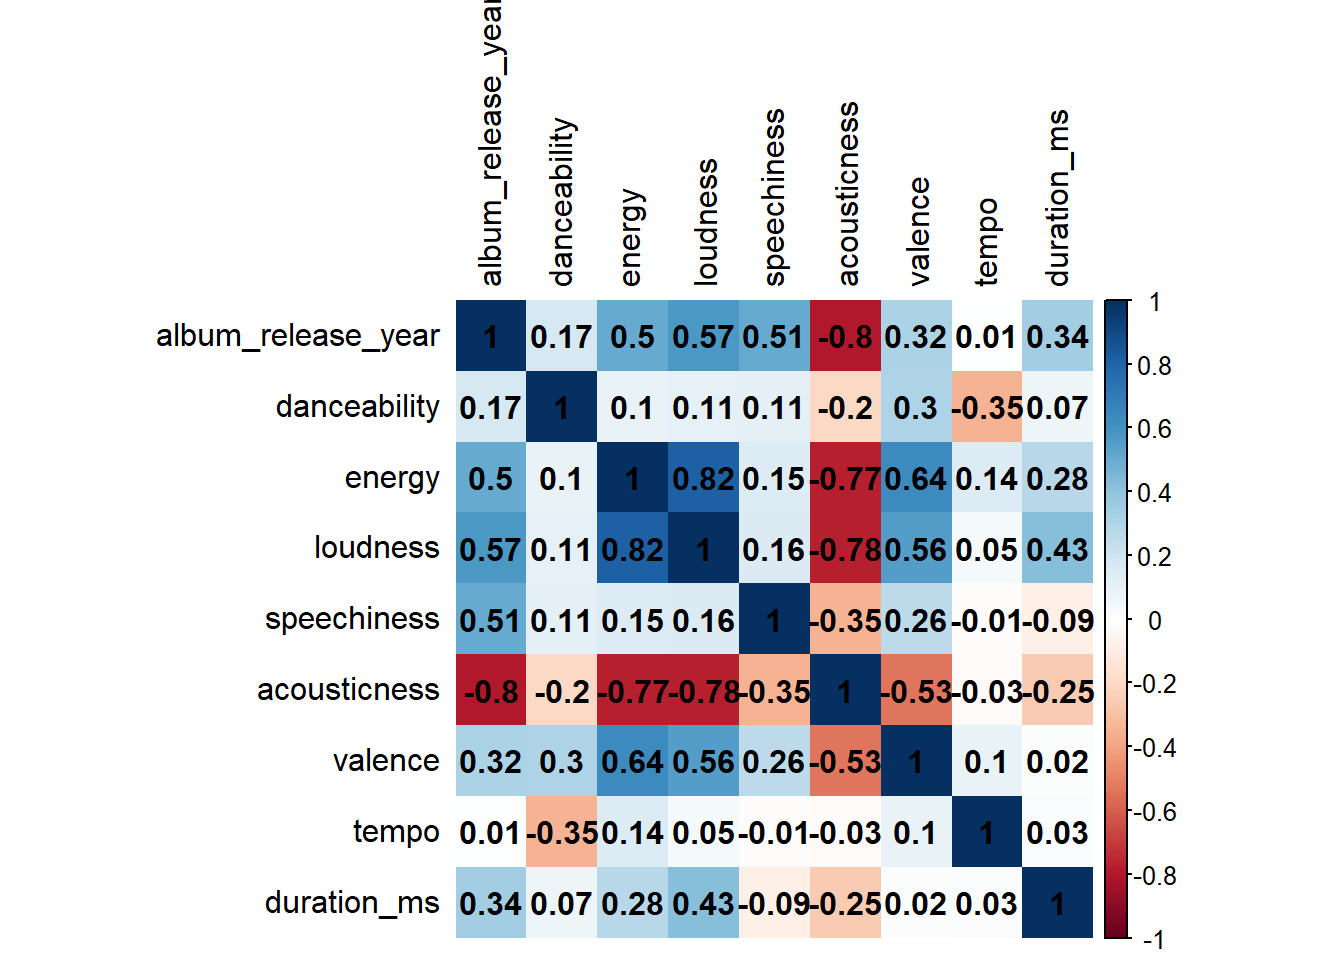 album_release_year
danceability
energy
loudness
speechiness
acousticness
valence
tempo
duration_ms
album_release_year 1 0.17 0.5 0.57 0.51 -0.8 0.32 0.01 0.34
danceability 0.17 1 0.1 0.11 0.11 -0.2 0.3 -0.35 0.07
energy 0.5 0.1 1 0.82 0.15 -0.77 0.64 0.14 0.28
loudness 0.57 0.11 0.82 1 0.16 -0.78 0.56 0.05 0.43
speechiness 0.51 0.11 0.15 0.16 1 -0.35 0.26 -0.01 -0.09
acousticness -0.8 -0.2 -0.77 -0.78 -0.35 1 -0.53 -0.03 -0.25
valence 0.32 0.3 0.64 0.56 0.26 -0.53 1 0.1 0.02
tempo 0.01 -0.35 0.14 0.05 -0.01 -0.03 0.1 1 0.03
duration_ms 0.34 0.07 0.28 0.43 -0.09 -0.25 0.02 0.03 1
1
0.8
0.6
0.4
0.2
0
-0.2
-0.4
-0.6
-0.8
-1